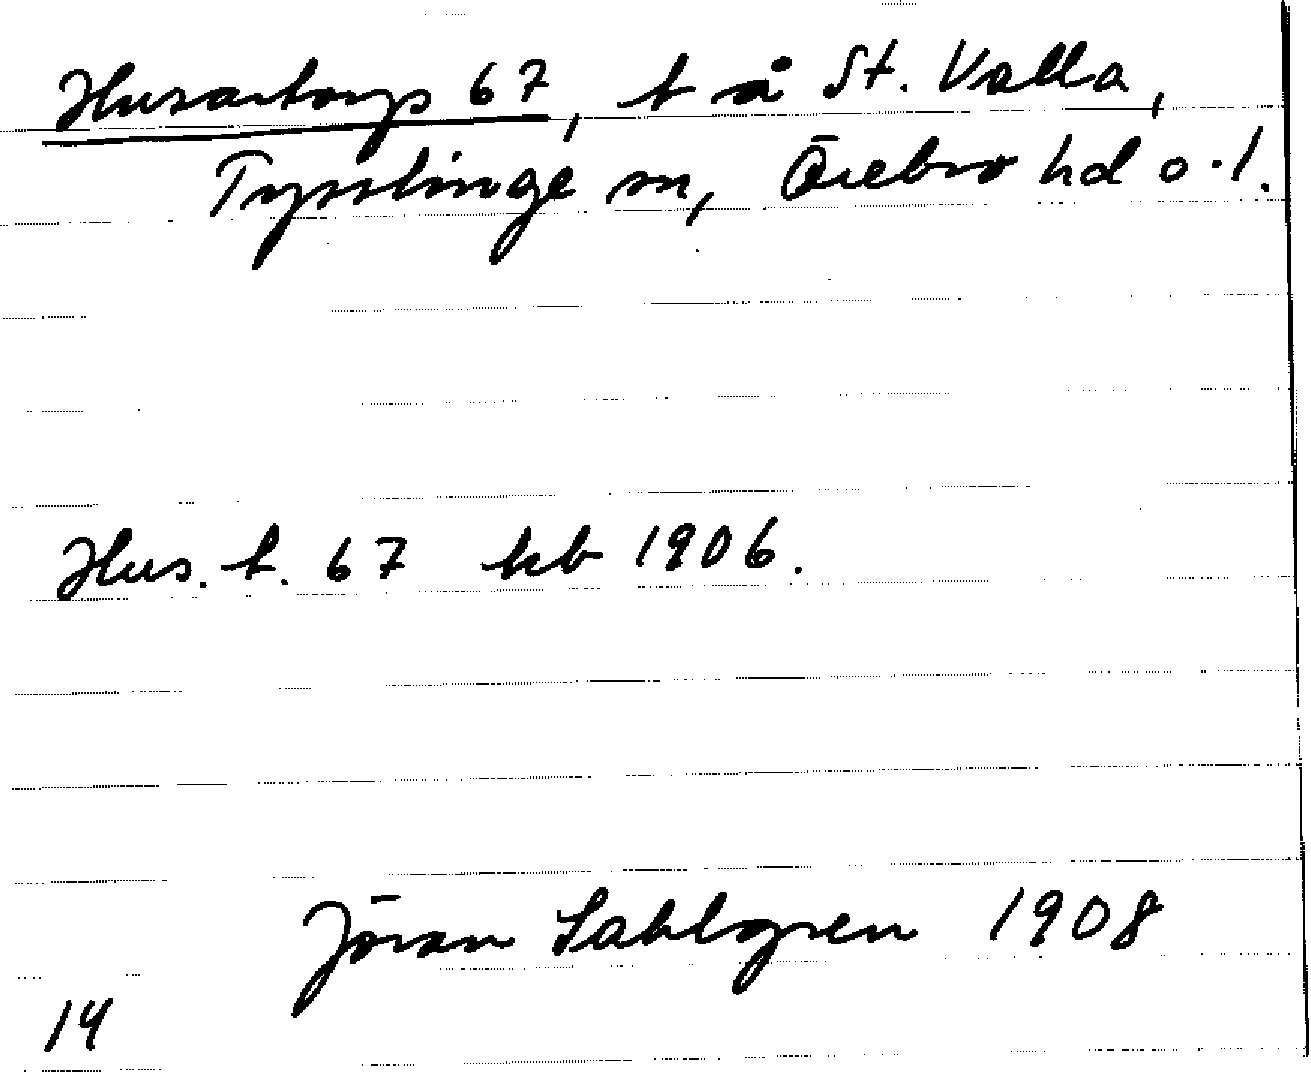 Husartorp 67, t å St. Valla,
Tysslinge sn, Örebro hd o. l.
Hus. t. 67 kb 1906.
Jöran Sahlgren 1908
14